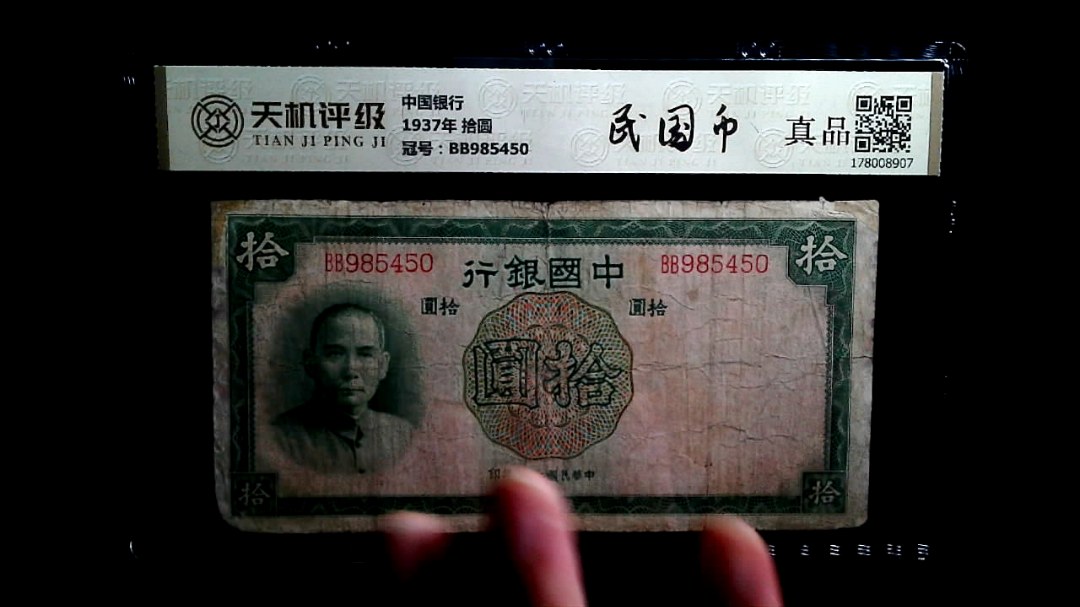 天机评级
TIAN JI PING JI
中国银行
1937年 拾圆
冠号：BB985450
民国币
真品
178008907
拾
拾
BB985450
行銀國中
BB985450
圓拾
圓拾
圓拾
拾
拾